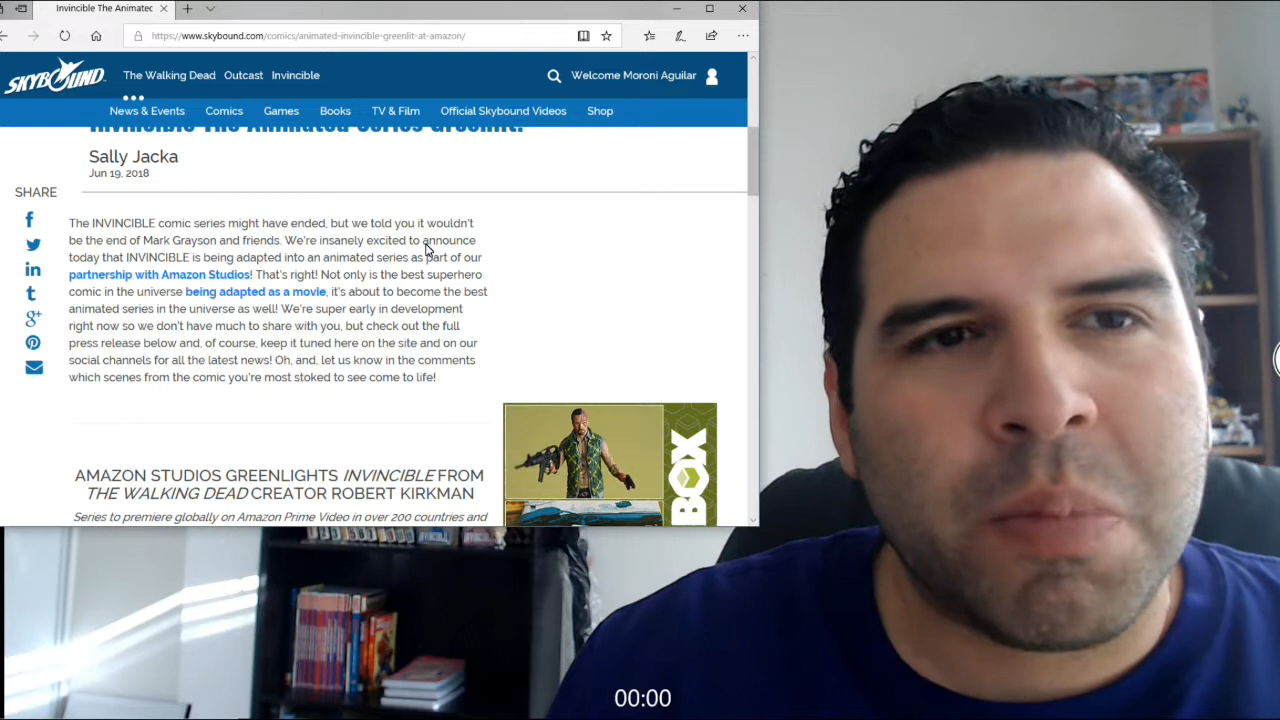 Invincible The Animated
https://www.skybound.com/comics/animated-invincible-greenlit-at-amazon/
SKYBOUND
The Walking Dead Outcast Invincible
Welcome Moroni Aguilar
News & Events Comics Games Books TV & Film Official Skybound Videos Shop
Invincible The Animated Series Greenlit!
Sally Jacka
Jun 19, 2018
SHARE
The INVINCIBLE comic series might have ended, but we told you it wouldn't
be the end of Mark Grayson and friends. We're insanely excited to announce
today that INVINCIBLE is being adapted into an animated series as part of our
partnership with Amazon Studios! That's right! Not only is the best superhero
comic in the universe being adapted as a movie, it's about to become the best
animated series in the universe as well! We're super early in development
right now so we don't have much to share with you, but check out the full
press release below and, of course, keep it tuned here on the site and on our
social channels for all the latest news! Oh, and, let us know in the comments
which scenes from the comic you're most stoked to see come to life!
AMAZON STUDIOS GREENLIGHTS INVINCIBLE FROM
THE WALKING DEAD CREATOR ROBERT KIRKMAN
Series to premiere globally on Amazon Prime Video in over 200 countries and
BOX
00:00